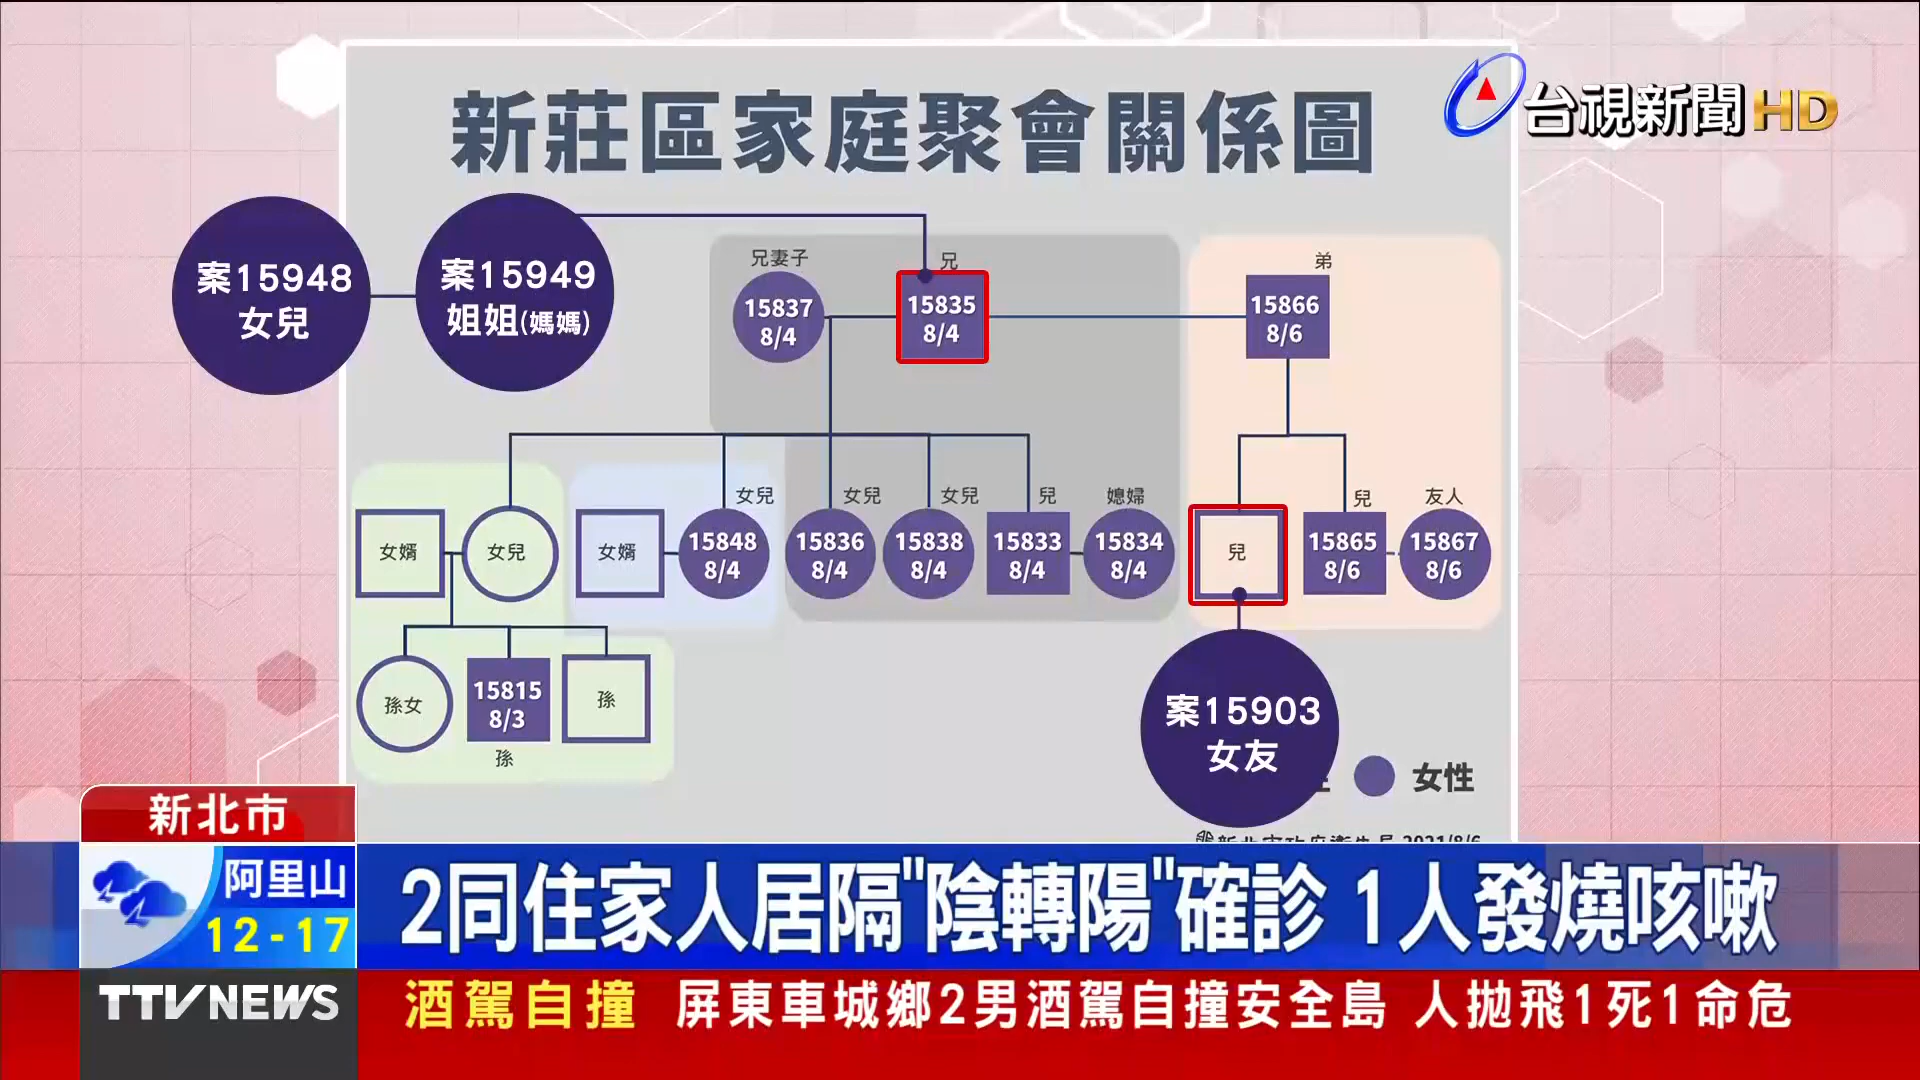 新莊區家庭聚會關係圖
台視新聞HD
案15948
女兒
案15949
姐姐(媽媽)
兄妻子
15837
8/4
兄
15835
8/4
弟
15866
8/6
女婿
女兒
女婿
女兒
15848
8/4
女兒
15836
8/4
女兒
15838
8/4
兒
15833
8/4
媳婦
15834
8/4
兒
兒
15865
8/6
友人
15867
8/6
孫女
15815
8/3
孫
孫
案15903
女友
女性
新北市
阿里山
12-17
2同住家人居隔"陰轉陽"確診 1人發燒咳嗽
TTV NEWS
酒駕自撞 屏東車城鄉2男酒駕自撞安全島 人拋飛1死1命危